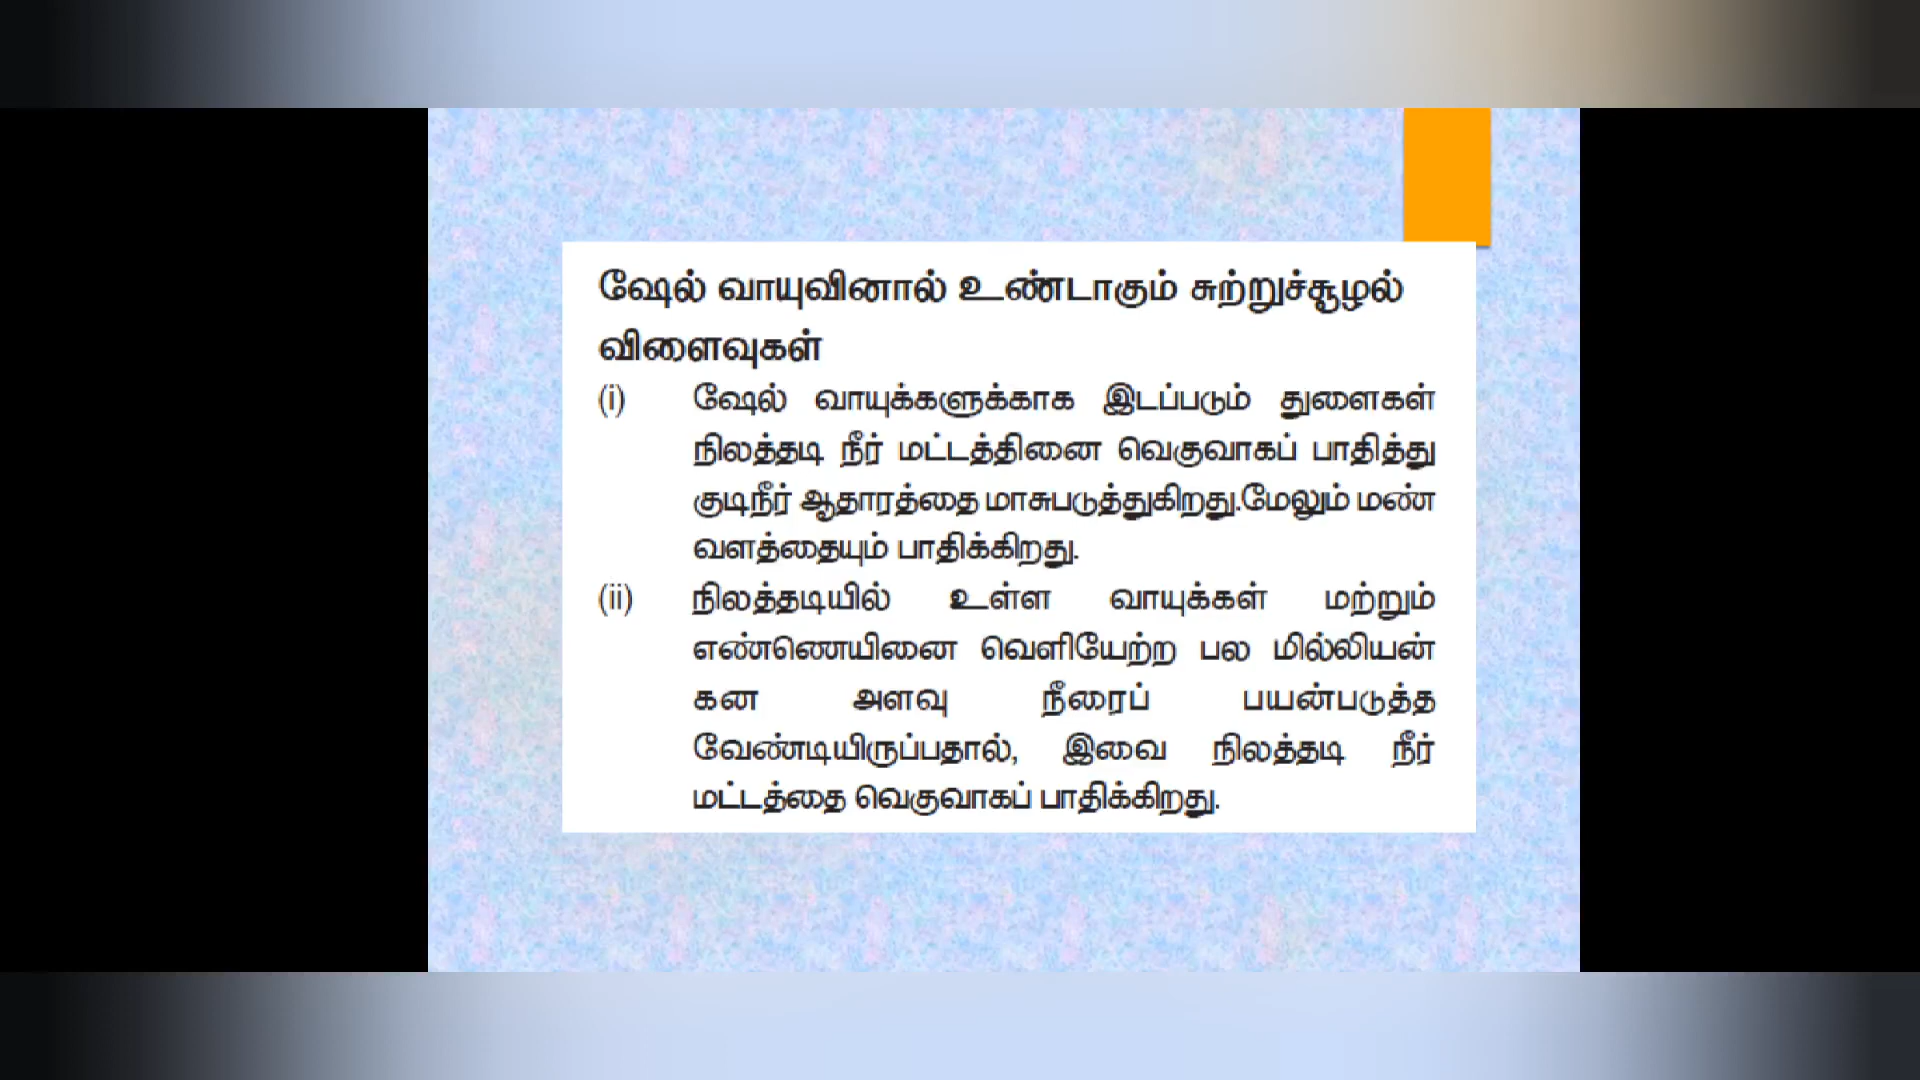 ஷேல் வாயுவினால் உண்டாகும் சுற்றுச்சூழல்
விளைவுகள்
(i) ஷேல் வாயுக்களுக்காக இடப்படும் துளைகள்
நிலத்தடி நீர் மட்டத்தினை வெகுவாகப் பாதித்து
குடிநீர் ஆதாரத்தை மாசுபடுத்துகிறது.மேலும் மண்
வளத்தையும் பாதிக்கிறது.
(ii) நிலத்தடியில் உள்ள வாயுக்கள் மற்றும்
எண்ணெயினை வெளியேற்ற பல மில்லியன்
கன அளவு நீரைப் பயன்படுத்த
வேண்டியிருப்பதால், இவை நிலத்தடி நீர்
மட்டத்தை வெகுவாகப் பாதிக்கிறது.